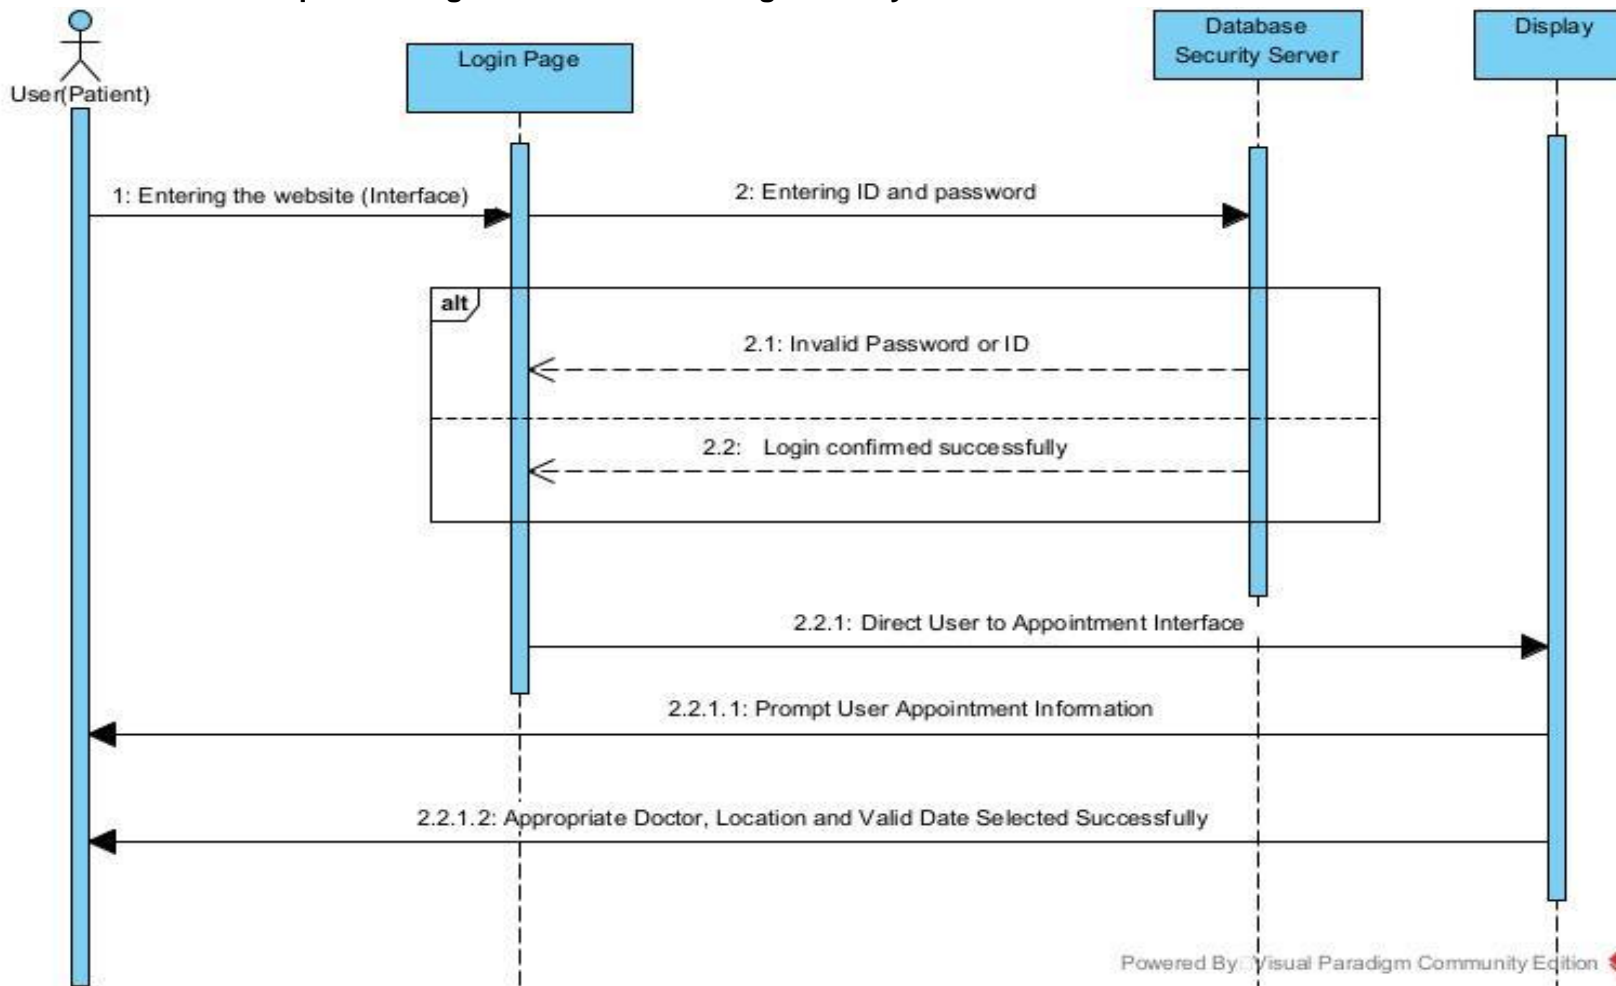 User(Patient)
Login Page
Database
Security Server
Display
1: Entering the website (Interface)
2: Entering ID and password
alt
2.1: Invalid Password or ID
2.2: Login confirmed successfully
2.2.1: Direct User to Appointment Interface
2.2.1.1: Prompt User Appointment Information
2.2.1.2: Appropriate Doctor, Location and Valid Date Selected Successfully
Powered By Visual Paradigm Community Edition